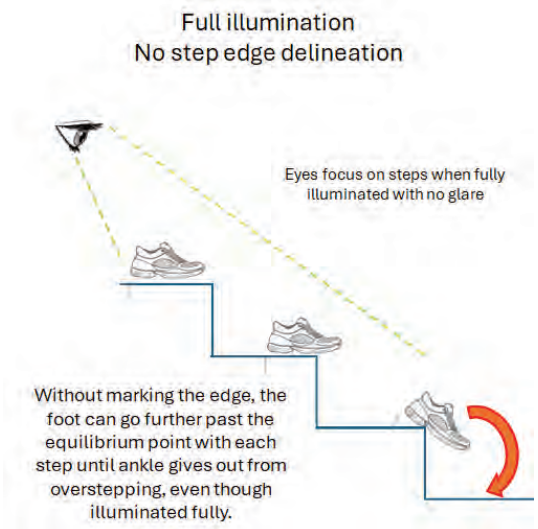 Full illumination
No step edge delineation
Eyes focus on steps when fully
illuminated with no glare
Without marking the edge, the
foot can go further past the
equilibrium point with each
step until ankle gives out from
overstepping, even though
illuminated fully.